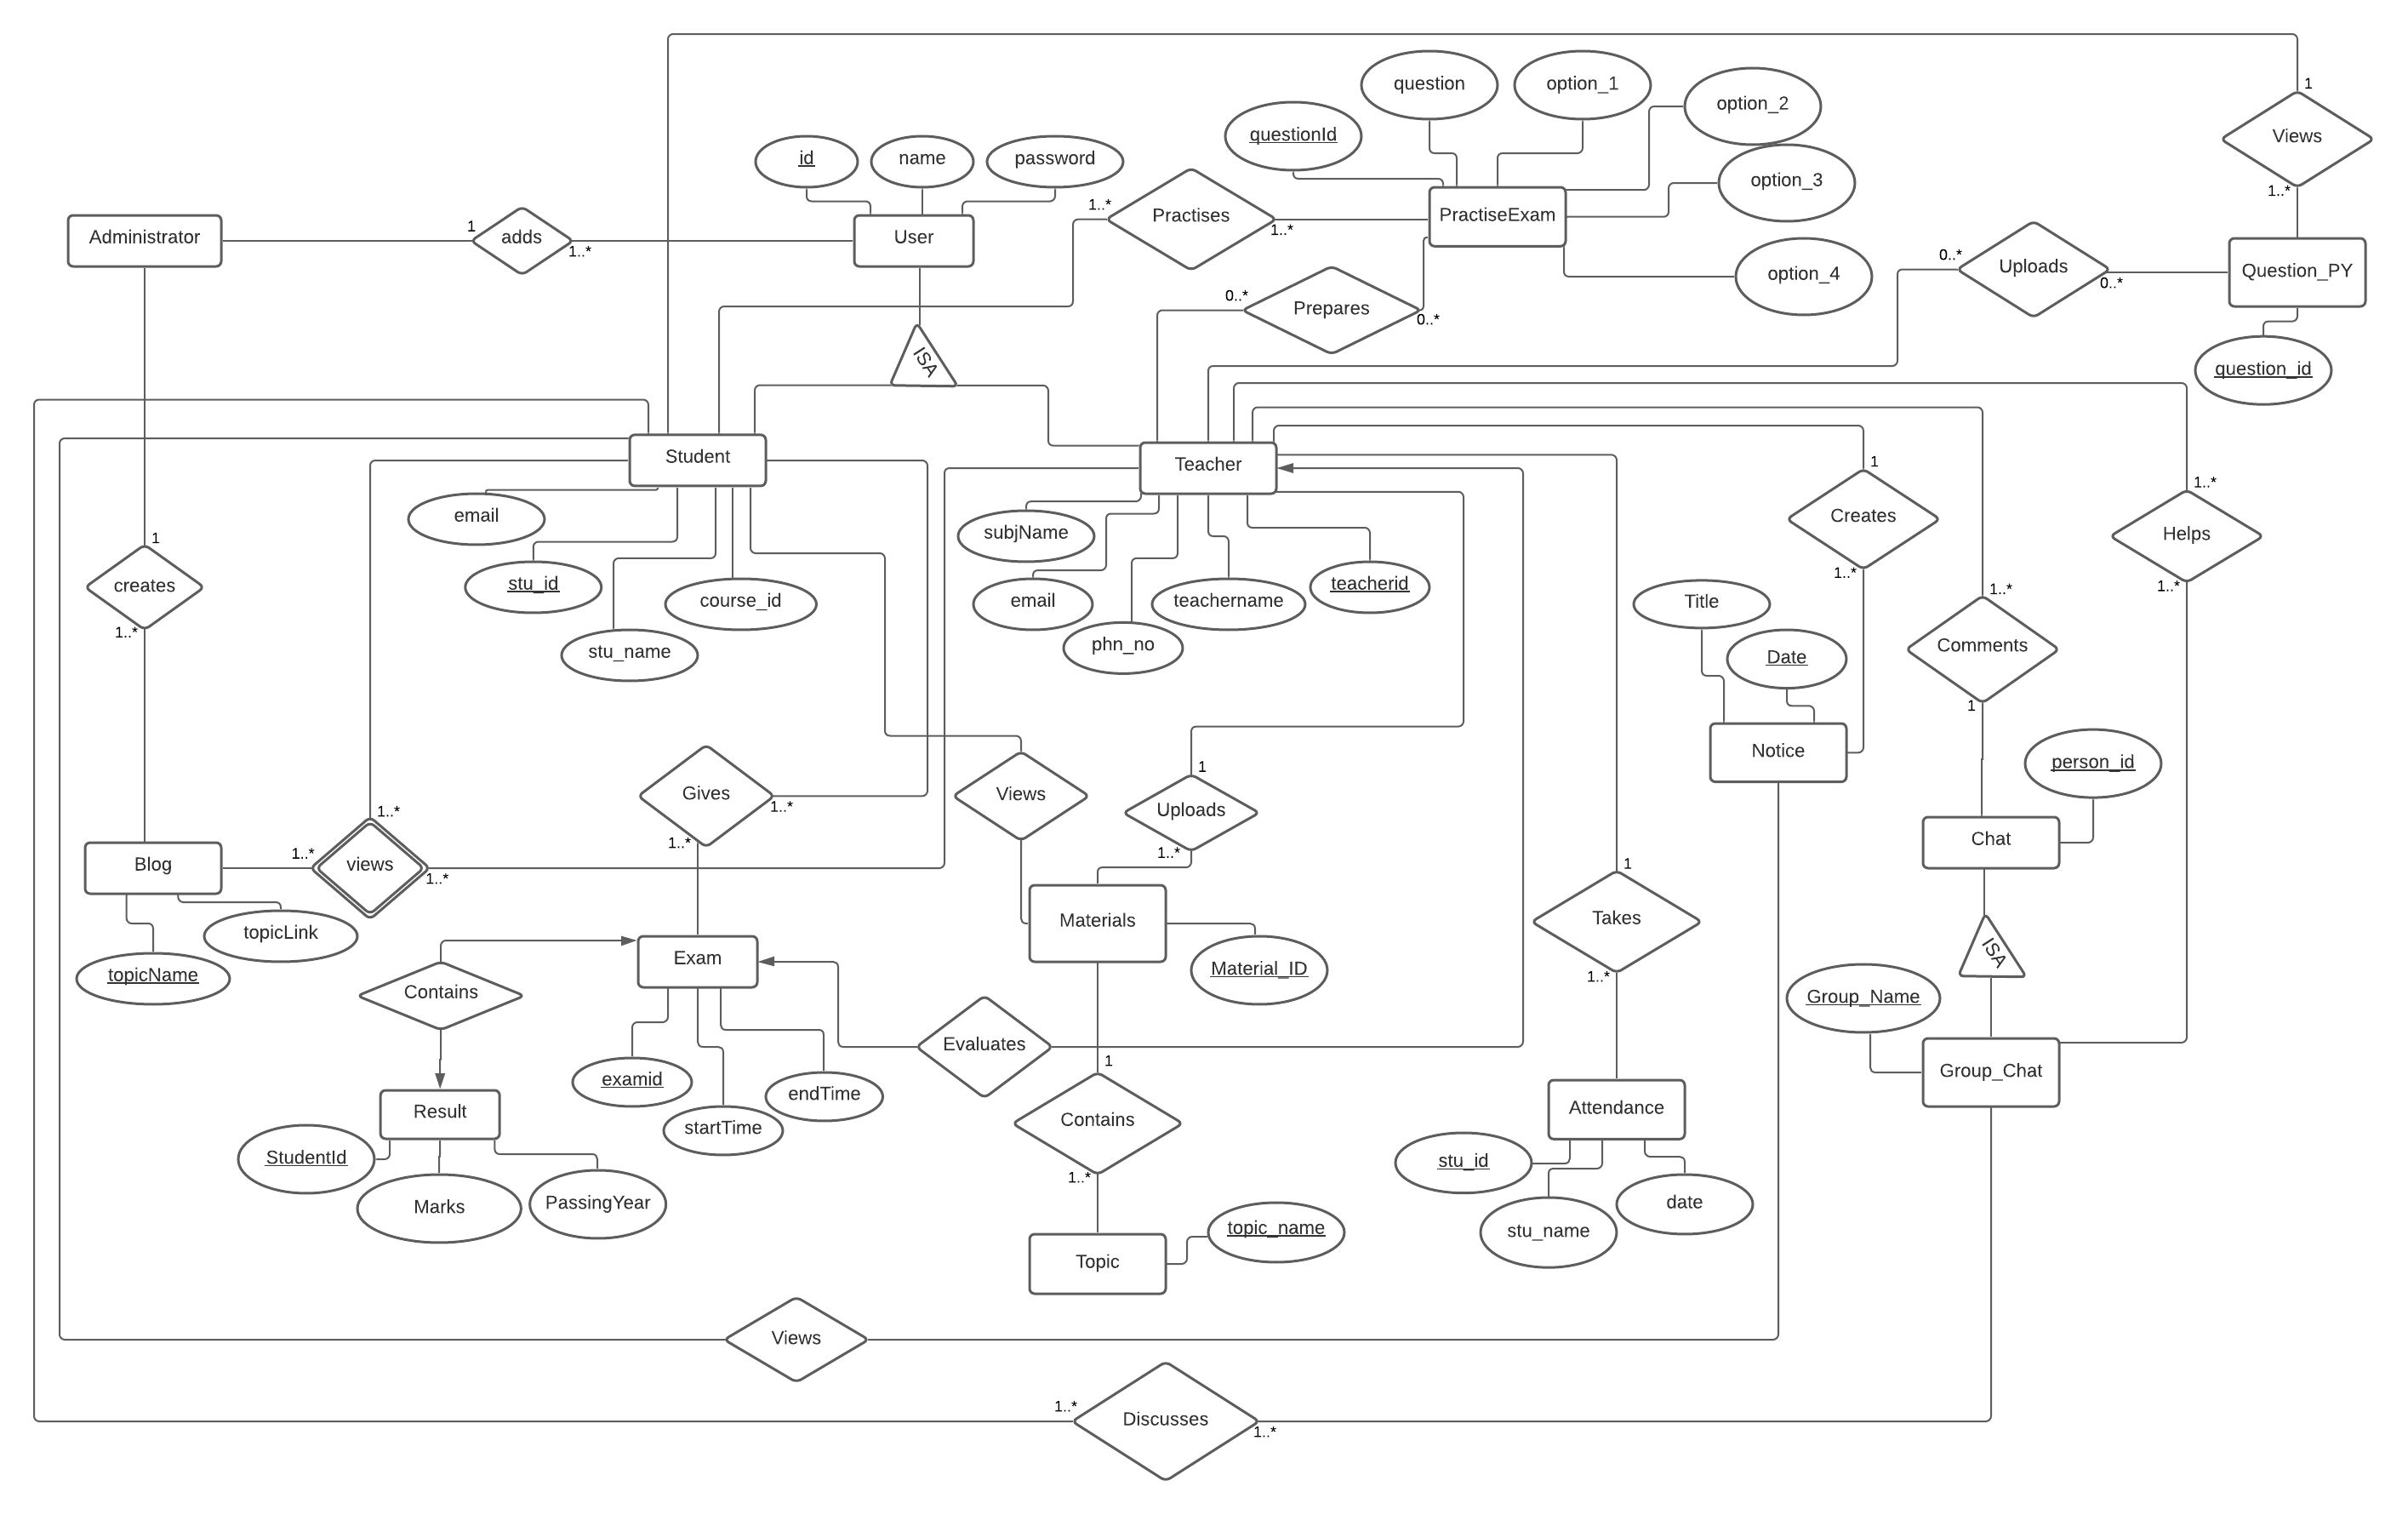 question
option_1
option_2
1
questionId
Views
id
name
password
option_3
1..*
Practises
PractiseExam
1..*
1..*
Administrator
1
adds
1..*
User
0..*
Uploads
0..*
Question_PY
option_4
0..*
Prepares
0..*
ISA
question_id
Student
Teacher
1
1..*
email
subjName
Creates
Helps
1
creates
1..*
stu_id
course_id
email
teachername
teacherid
1..*
1..*
1..*
Title
stu_name
phn_no
Date
Comments
1
Notice
person_id
1
Gives
1..*
Views
Uploads
1..*
1..*
1..*
Chat
Blog
1..*
views
1..*
1
topicLink
Materials
Takes
topicName
Exam
Material_ID
1..*
ISA
Contains
Group_Name
Evaluates
1
Group_Chat
examid
endTime
Result
startTime
Contains
Attendance
StudentId
1..*
stu_id
Marks
PassingYear
topic_name
stu_name
date
Topic
Views
1..*
Discusses
1..*